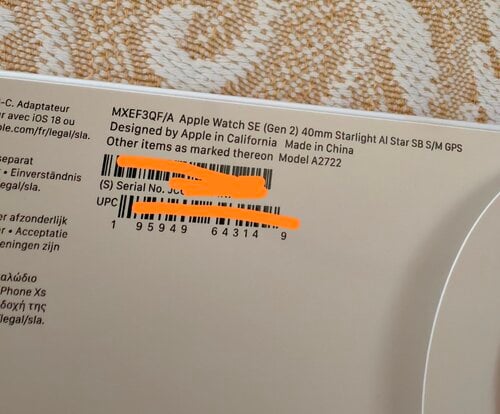 -C. Adaptateur
ur avec iOS 18 ou
ple.com/fr/legal/sla.
separat
• Einverständnis
/legal/sla.
er afzonderlijk
r • Acceptatie
eningen zijn
αλώδιο
Phone Xs
δοχή της
legal/sla.
MXEF3QF/A Apple Watch SE (Gen 2) 40mm Starlight Al Star SB S/M GPS
Designed by Apple in California Made in China
Other items as marked thereon Model A2722
(S) Serial No.
UPC
1 95949 64314 9